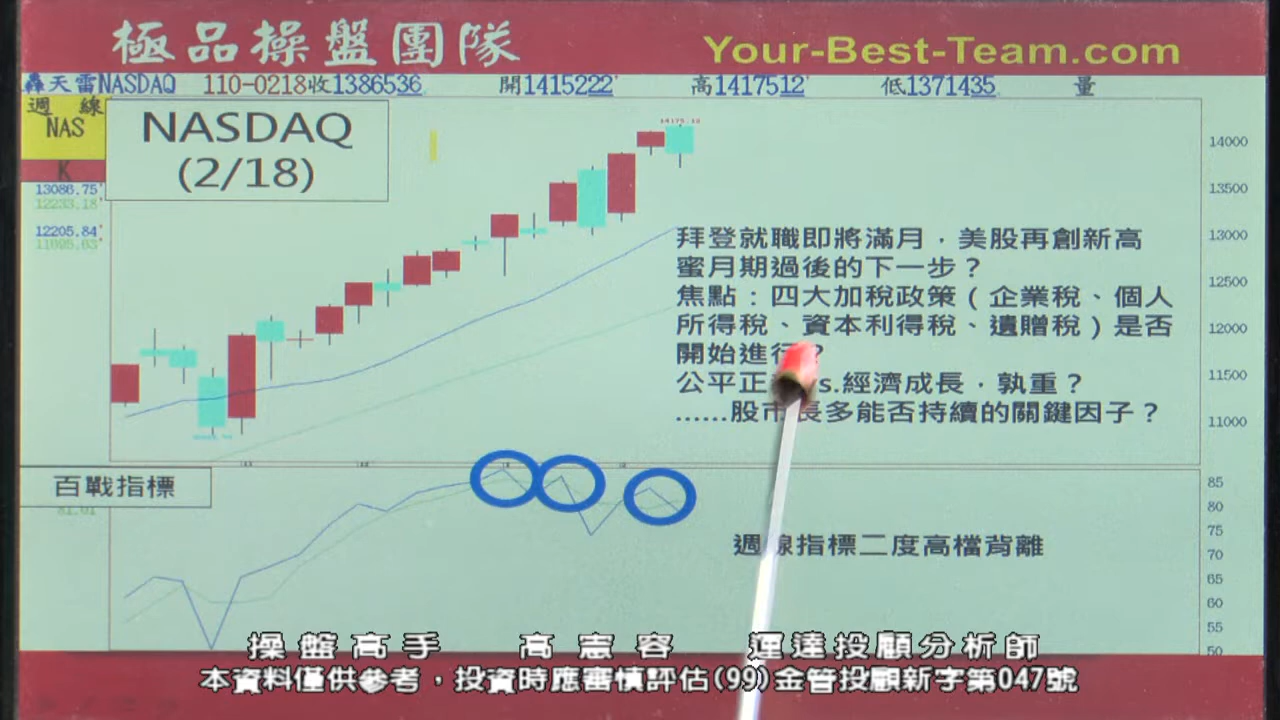 極品操盤團隊
Your-Best-Team.com
轟天雷NASDAQ 110-0218收1386536 開1415222 高1417512 低1371435 量
週 線
NAS
K
NASDAQ
(2/18)
13086.75
12233.18
12205.84
14175.12
14000
13500
13000
12500
12000
11500
11000
拜登就職即將滿月，美股再創新高
蜜月期過後的下一步？
焦點：四大加稅政策（企業稅、個人
所得稅、資本利得稅、遺贈稅）是否
開始進行？
公平正 s.經濟成長，孰重？
......股市長多能否持續的關鍵因子？
百戰指標
81.01
85
80
75
70
65
60
55
50
週線指標二度高檔背離
操盤高手 高憲容 運達投顧分析師
本資料僅供參考，投資時應審慎評估(99)金管投顧新字第047號